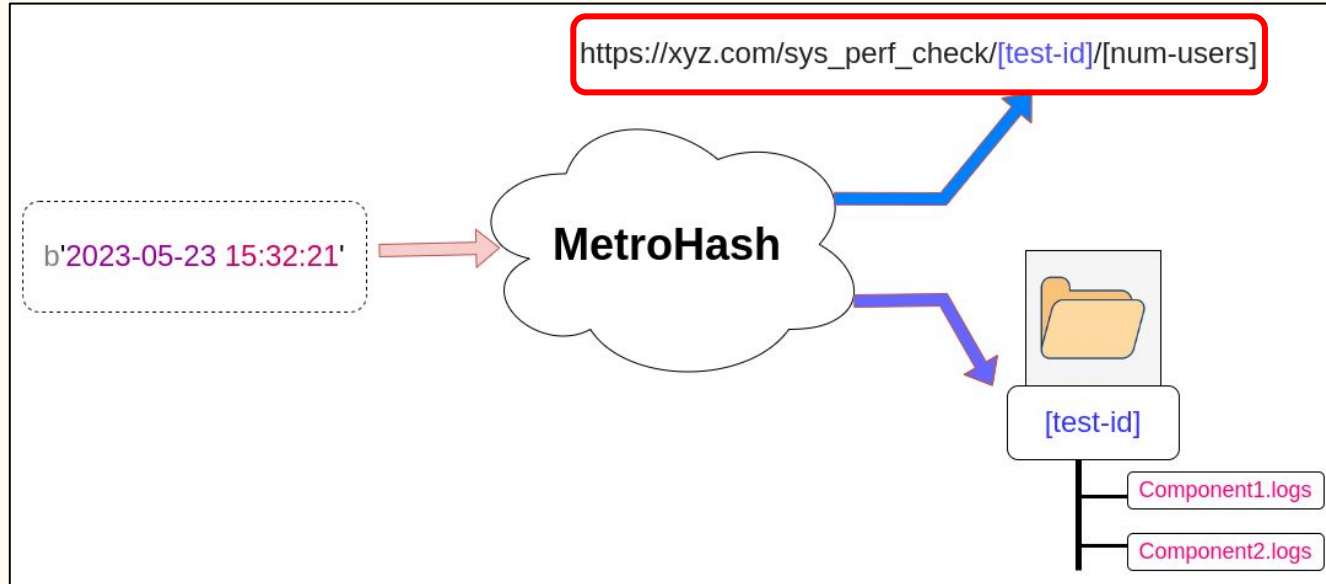 https://xyz.com/sys_perf_check/[test-id]/[num-users]
b'2023-05-23 15:32:21'
MetroHash
[test-id]
Component1.logs
Component2.logs